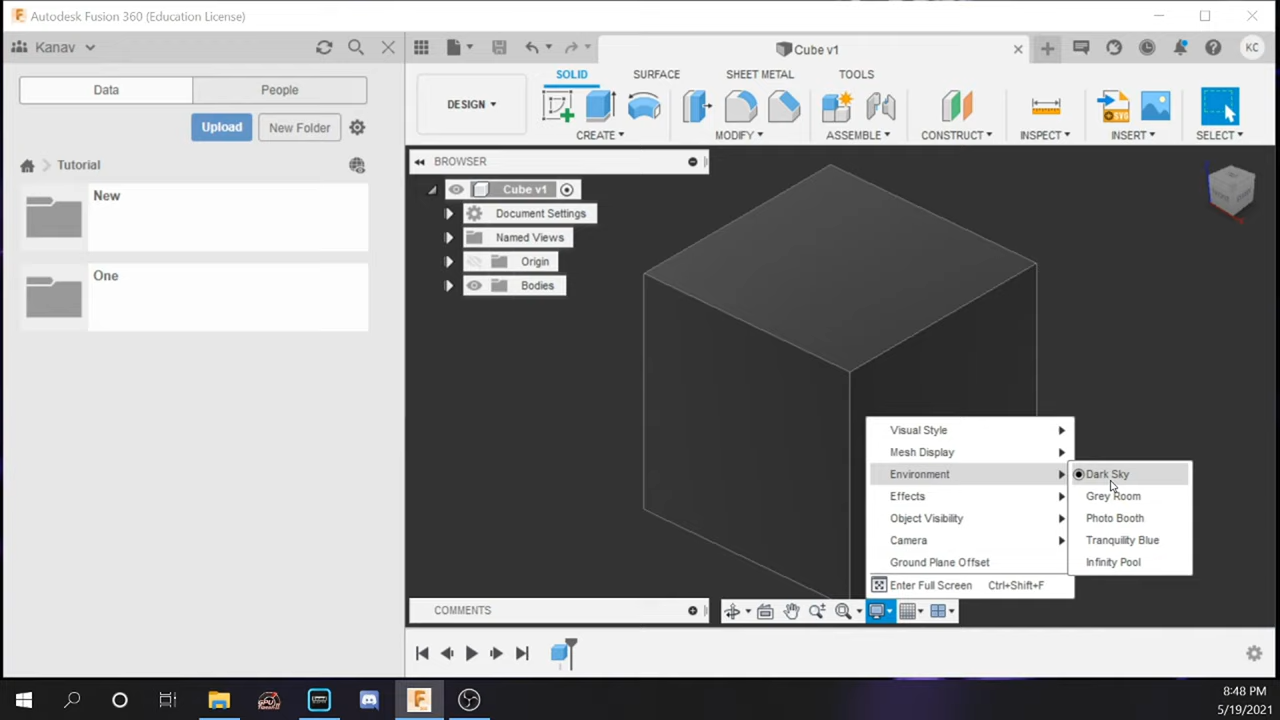 Autodesk Fusion 360 (Education License)
Kanav
Cube v1
KC
Data
People
Upload
New Folder
Tutorial
New
One
DESIGN
SOLID
SURFACE
SHEET METAL
TOOLS
CREATE
MODIFY
ASSEMBLE
CONSTRUCT
INSPECT
INSERT
SELECT
BROWSER
Cube v1
Document Settings
Named Views
Origin
Bodies
Visual Style
Mesh Display
Environment
Effects
Object Visibility
Camera
Ground Plane Offset
Enter Full Screen Ctrl+Shift+F
Dark Sky
Grey Room
Photo Booth
Tranquility Blue
Infinity Pool
COMMENTS
8:48 PM
5/19/2021